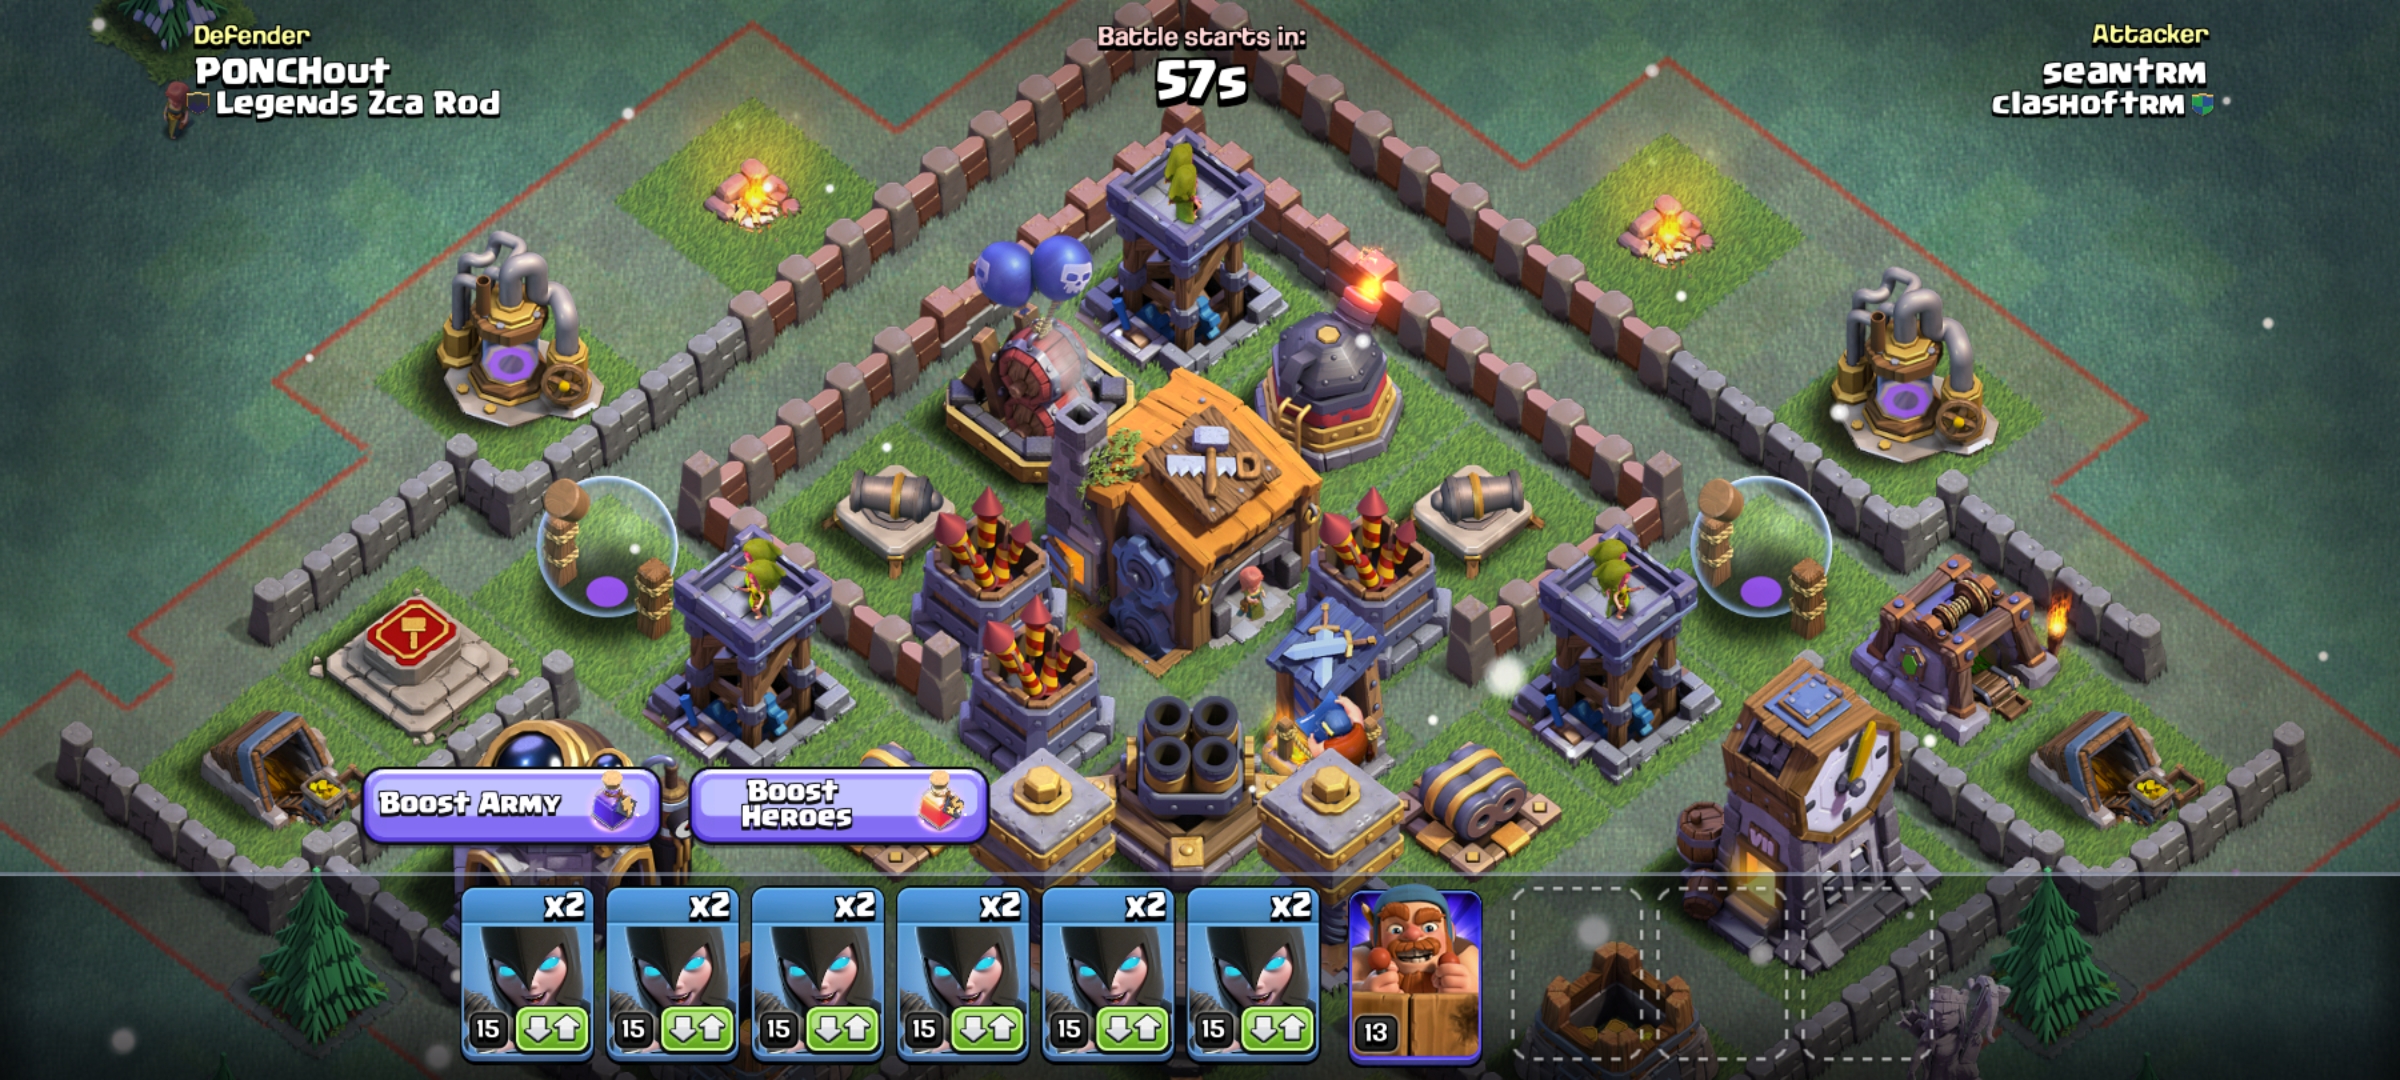 Defender
PONCHout
Legends Zca Rod
Battle starts in:
57s
Attacker
seantRM
clashoftRM
Boost Army
Boost
Heroes
x2
x2
x2
x2
x2
x2
15
15
15
15
15
15
13
VII